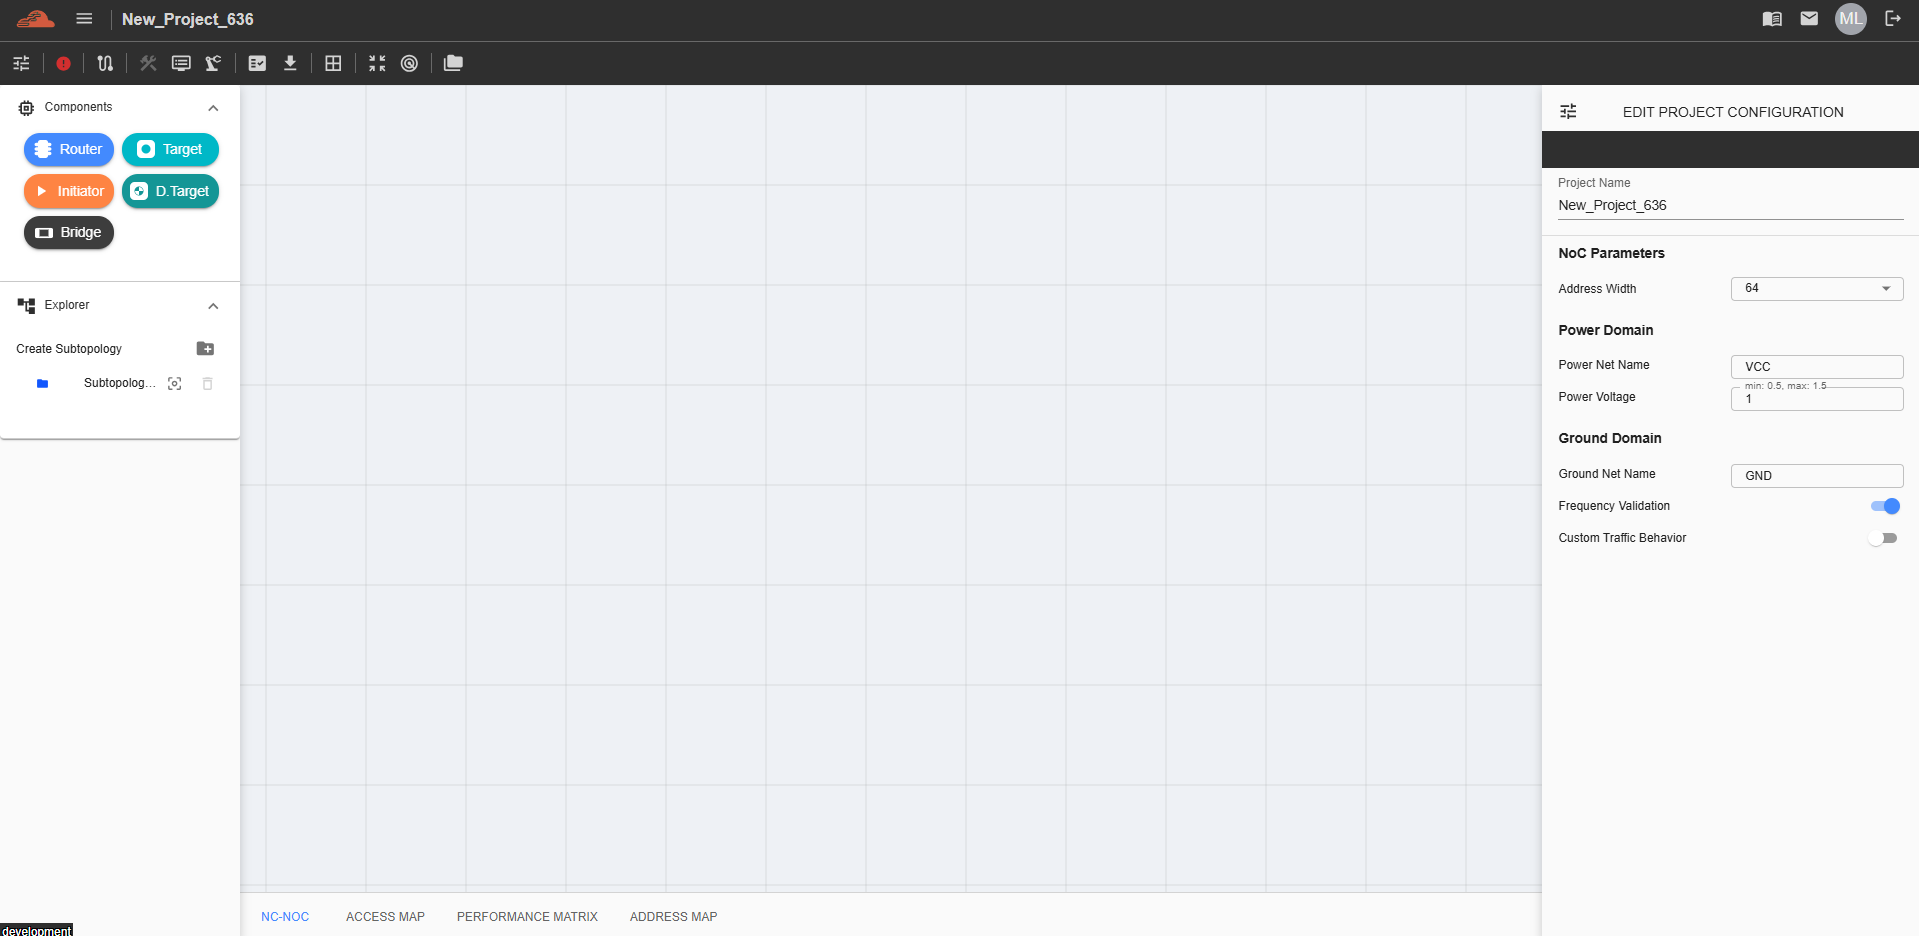 New_Project_636
ML
Components
Router
Target
Initiator
D.Target
Bridge
Explorer
Create Subtopology
Subtopolog...
EDIT PROJECT CONFIGURATION
Project Name
New_Project_636
NoC Parameters
Address Width
64
Power Domain
Power Net Name
VCC
min: 0.5, max: 1.5
Power Voltage
1
Ground Domain
Ground Net Name
GND
Frequency Validation
Custom Traffic Behavior
NC-NOC
ACCESS MAP
PERFORMANCE MATRIX
ADDRESS MAP
development